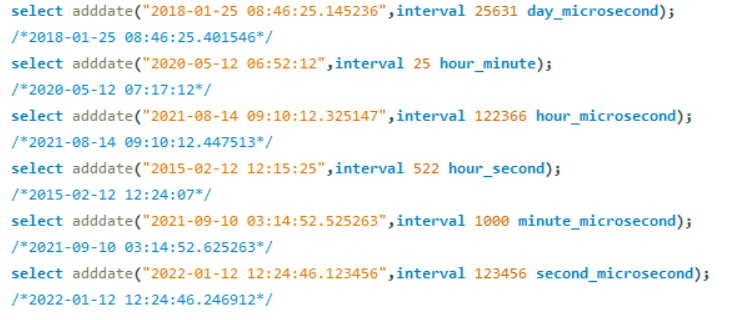 select adddate("2018-01-25 08:46:25.145236",interval 25631 day_microsecond);
/*2018-01-25 08:46:25.401546*/
select adddate("2020-05-12 06:52:12",interval 25 hour_minute);
/*2020-05-12 07:17:12*/
select adddate("2021-08-14 09:10:12.325147",interval 122366 hour_microsecond);
/*2021-08-14 09:10:12.447513*/
select adddate("2015-02-12 12:15:25",interval 522 hour_second);
/*2015-02-12 12:24:07*/
select adddate("2021-09-10 03:14:52.525263",interval 1000 minute_microsecond);
/*2021-09-10 03:14:52.625263*/
select adddate("2022-01-12 12:24:46.123456",interval 123456 second_microsecond);
/*2022-01-12 12:24:46.246912*/